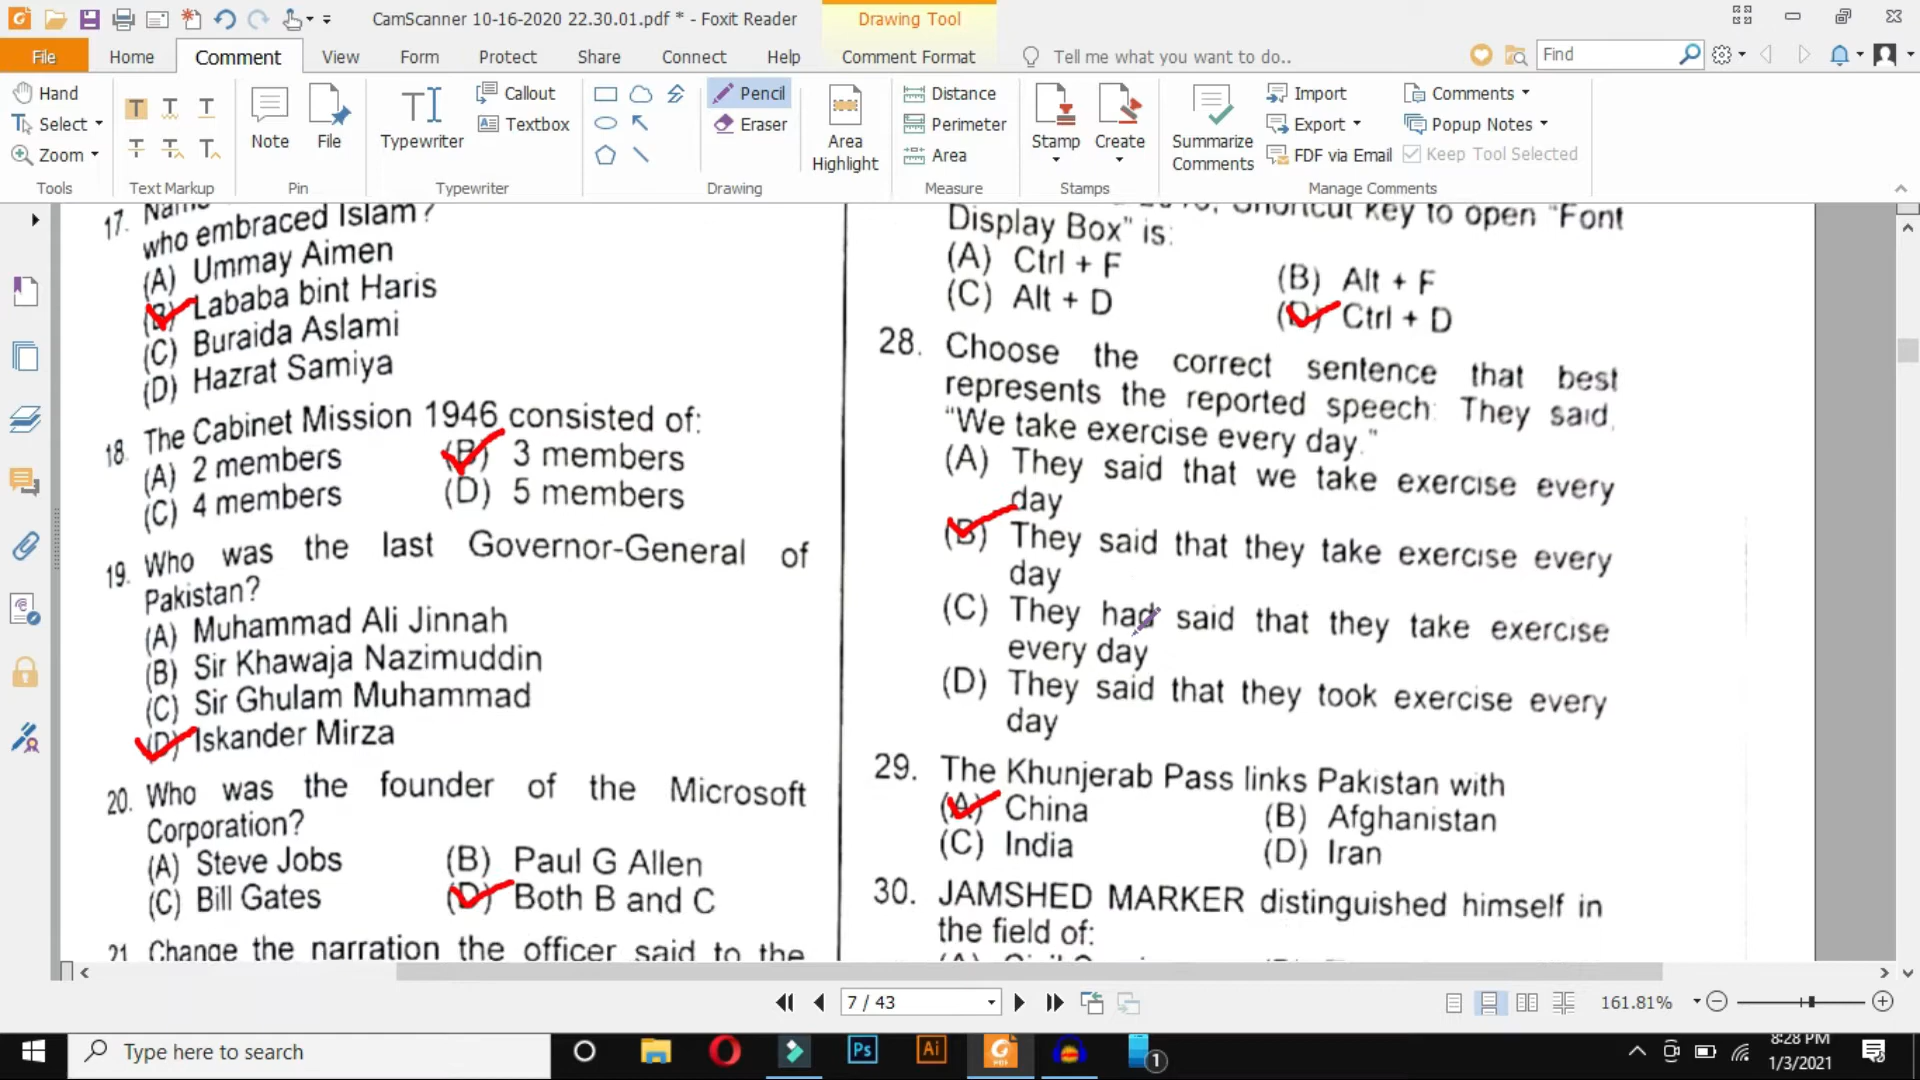 CamScanner 10-16-2020 22.30.01.pdf * - Foxit Reader
Drawing Tool
File
Home
Comment
View
Form
Protect
Share
Connect
Help
Comment Format
Tell me what you want to do..
Find
Hand
Select
Zoom
Tools
Text Markup
Note
File
Pin
Typewriter
Callout
Textbox
Typewriter
Pencil
Eraser
Drawing
Area
Highlight
Distance
Perimeter
Area
Measure
Stamp
Create
Stamps
Summarize
Comments
Import
Export
FDF via Email
Comments
Popup Notes
Keep Tool Selected
Manage Comments
17. Name
who embraced Islam?
(A) Ummay Aimen
(B) Lababa bint Haris
(C) Buraida Aslami
(D) Hazrat Samiya
18. The Cabinet Mission 1946 consisted of:
(A) 2 members (B) 3 members
(C) 4 members (D) 5 members
19. Who was the last Governor-General of
Pakistan?
(A) Muhammad Ali Jinnah
(B) Sir Khawaja Nazimuddin
(C) Sir Ghulam Muhammad
(D) Iskander Mirza
20. Who was the founder of the Microsoft
Corporation?
(A) Steve Jobs (B) Paul G Allen
(C) Bill Gates (D) Both B and C
21 Change the narration the officer said to the
Shortcut key to open "Font
Display Box" is:
(A) Ctrl + F (B) Alt + F
(C) Alt + D (D) Ctrl + D
28. Choose the correct sentence that best
represents the reported speech: They said,
"We take exercise every day."
(A) They said that we take exercise every
day
(B) They said that they take exercise every
day
(C) They had said that they take exercise
every day
(D) They said that they took exercise every
day
29. The Khunjerab Pass links Pakistan with
(A) China (B) Afghanistan
(C) India (D) Iran
30. JAMSHED MARKER distinguished himself in
the field of:
7 / 43
161.81%
Type here to search
Ps
Ai
PDF
1
8:28 PM
1/3/2021